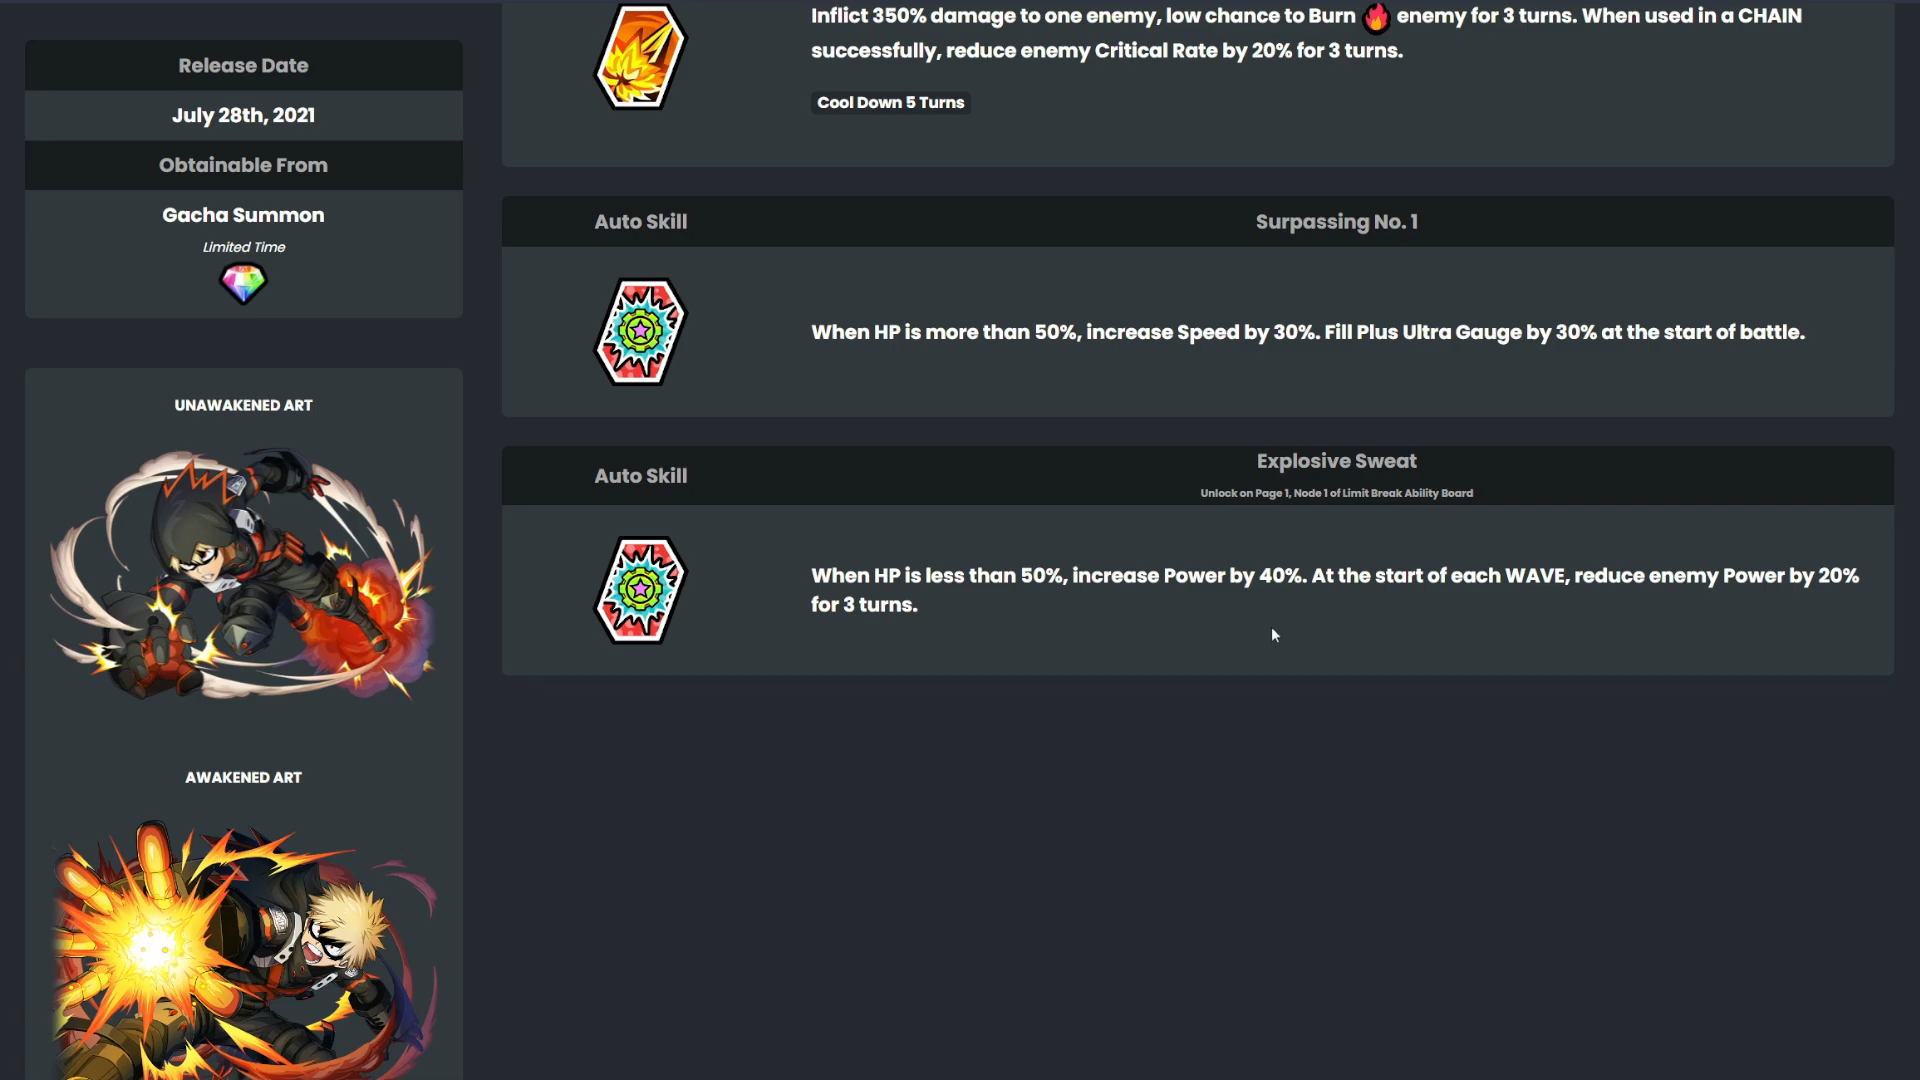 Release Date
July 28th, 2021
Obtainable From
Gacha Summon
Limited Time
UNAWAKENED ART
AWAKENED ART
Inflict 350% damage to one enemy, low chance to Burn enemy for 3 turns. When used in a CHAIN
successfully, reduce enemy Critical Rate by 20% for 3 turns.
Cool Down 5 Turns
Auto Skill
Surpassing No. 1
When HP is more than 50%, increase Speed by 30%. Fill Plus Ultra Gauge by 30% at the start of battle.
Auto Skill
Explosive Sweat
Unlock on Page 1, Node 1 of Limit Break Ability Board
When HP is less than 50%, increase Power by 40%. At the start of each WAVE, reduce enemy Power by 20%
for 3 turns.